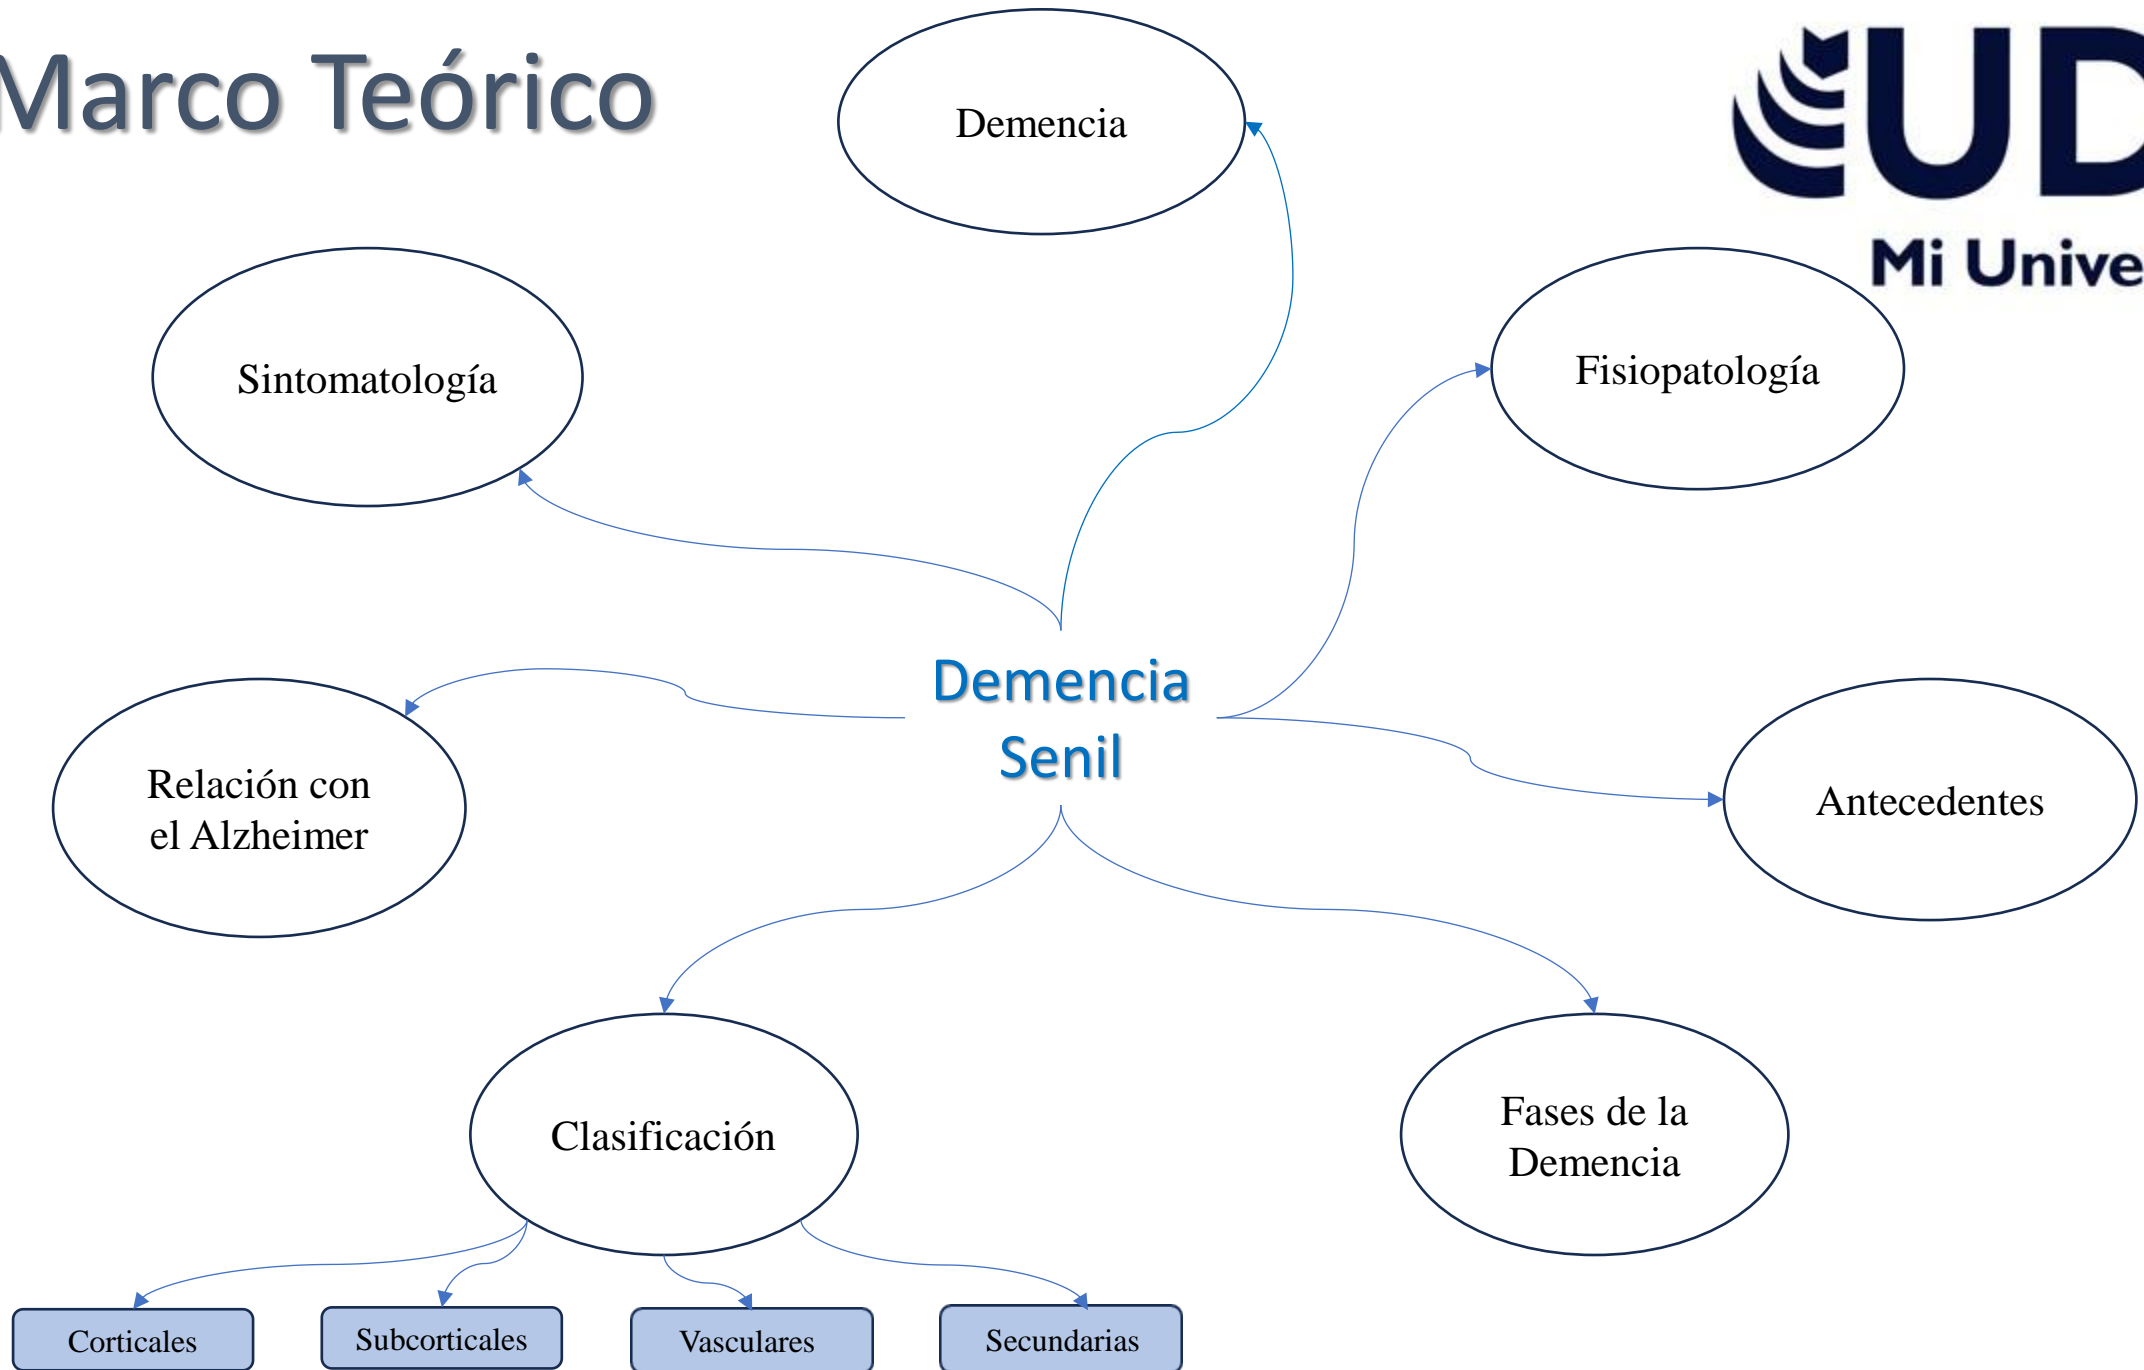 Marco Teórico
Demencia
UD
Mi Unive
Sintomatología
Fisiopatología
Demencia
Senil
Relación con
el Alzheimer
Antecedentes
Clasificación
Fases de la
Demencia
Corticales
Subcorticales
Vasculares
Secundarias